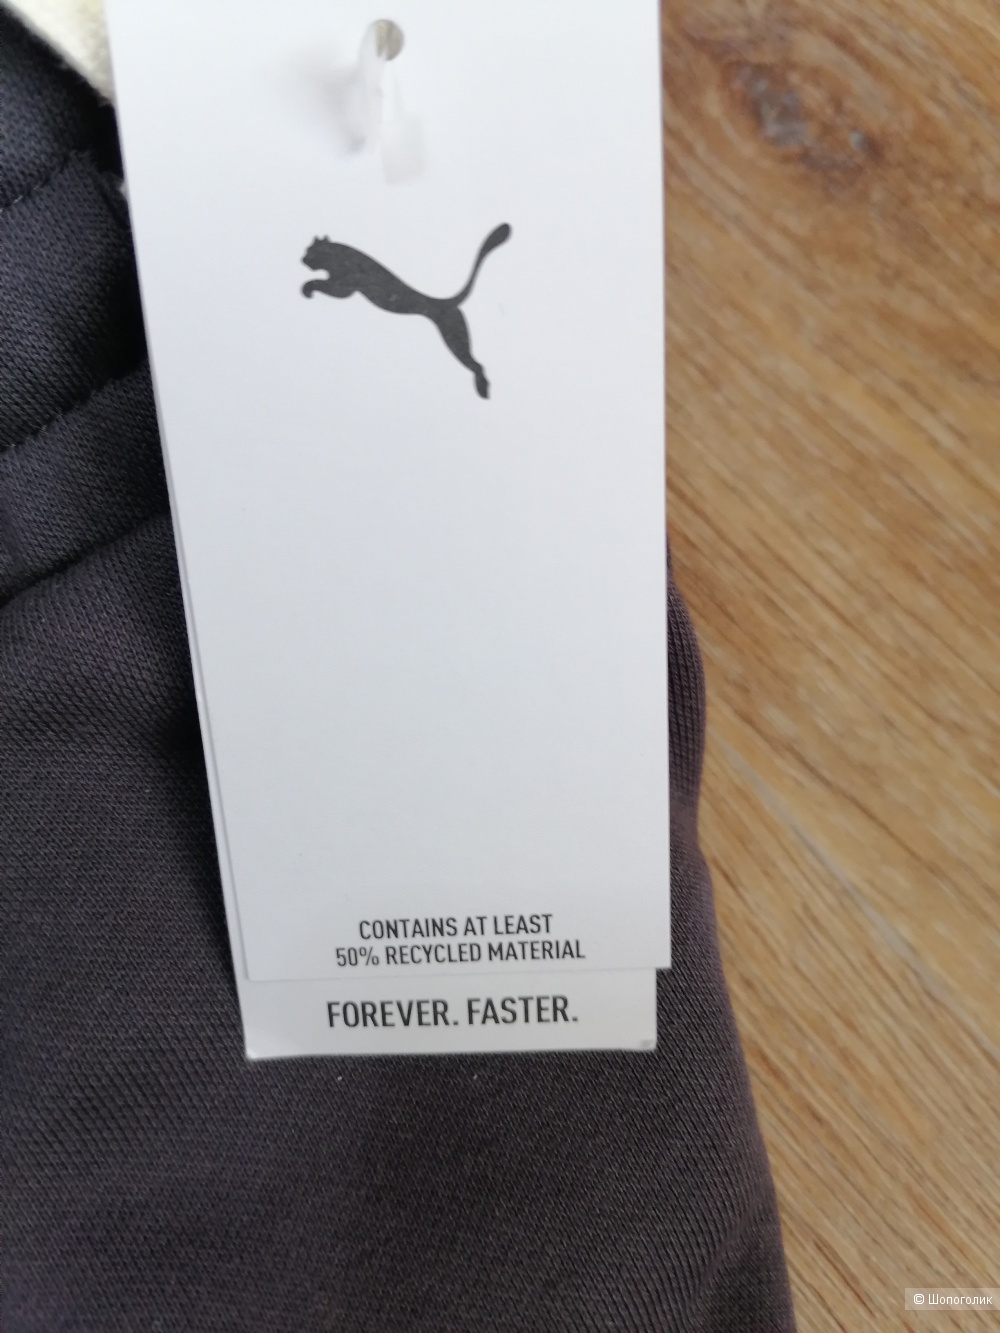 CONTAINS AT LEAST
50% RECYCLED MATERIAL
FOREVER. FASTER.
© Шопоголик